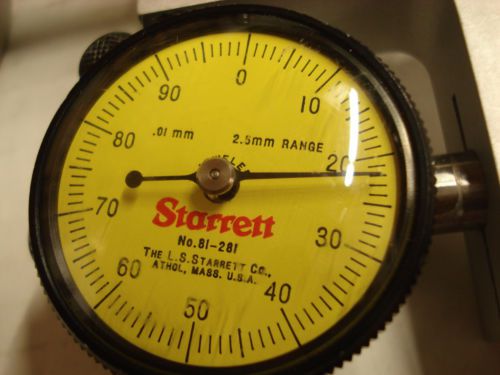 0
10
20
30
40
50
60
70
80
90
.01 mm
2.5mm RANGE
Starrett
No. 81-281
THE L.S. STARRETT CO.,
ATHOL, MASS. U.S.A.